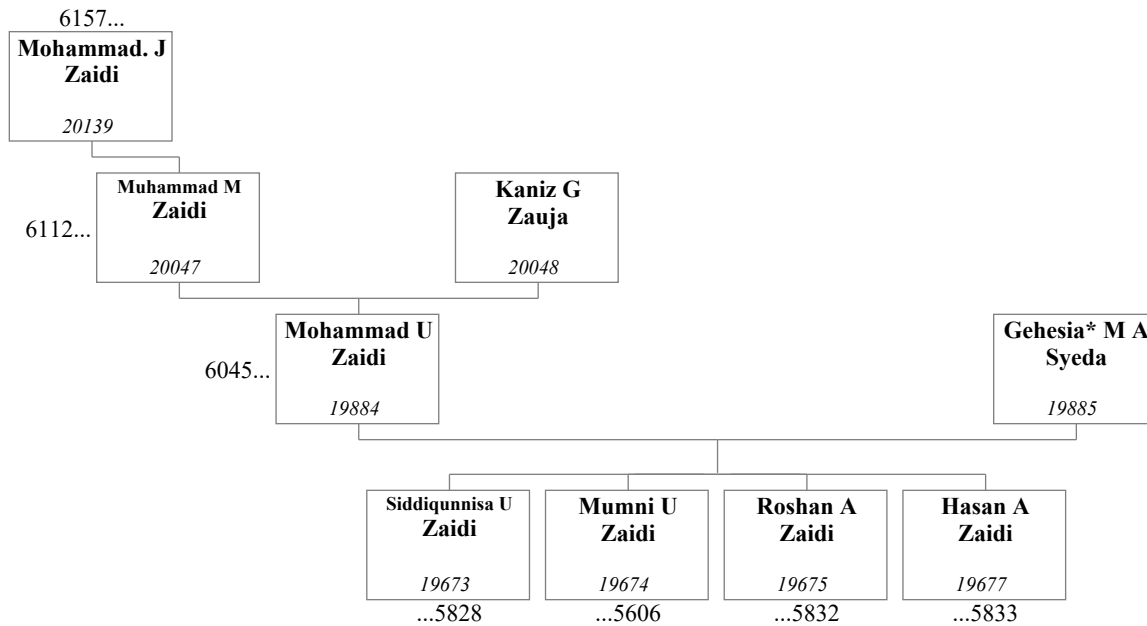 6157...
Mohammad. J
Zaidi
20139
Muhammad M
Zaidi
20047
6112...
Kaniz G
Zauja
20048
Mohammad U
Zaidi
19884
6045...
Gehesia* M A
Syeda
19885
Siddiqunnisa U
Zaidi
19673
...5828
Mumni U
Zaidi
19674
...5606
Roshan A
Zaidi
19675
...5832
Hasan A
Zaidi
19677
...5833